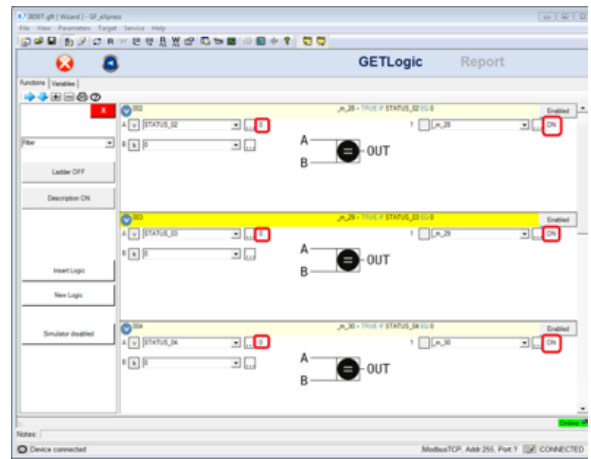 3B5BT.gft [ Wizard ] - GF_eXpress
File View Parameters Target Service Help
GETLogic Report
Functions Variables
X 002 _m_28 = TRUE IF STATUS_02 EQ 0 Enabled
A v STATUS_02 ... 0 1 _m_28 ... ON
Filter B k 0 ...
A
= OUT
B
Ladder OFF
Description ON
003 _m_29 = TRUE IF STATUS_03 EQ 0 Enabled
A v STATUS_03 ... 0 1 _m_29 ... ON
B k 0 ...
A
= OUT
B
Insert Logic
New Logic
Simulator disabled
004 _m_30 = TRUE IF STATUS_04 EQ 0 Enabled
A v STATUS_04 ... 0 1 _m_30 ... ON
B k 0 ...
A
= OUT
B
Online
Notes:
Device connected ModbusTCP, Addr 255, Port ? CONNECTED